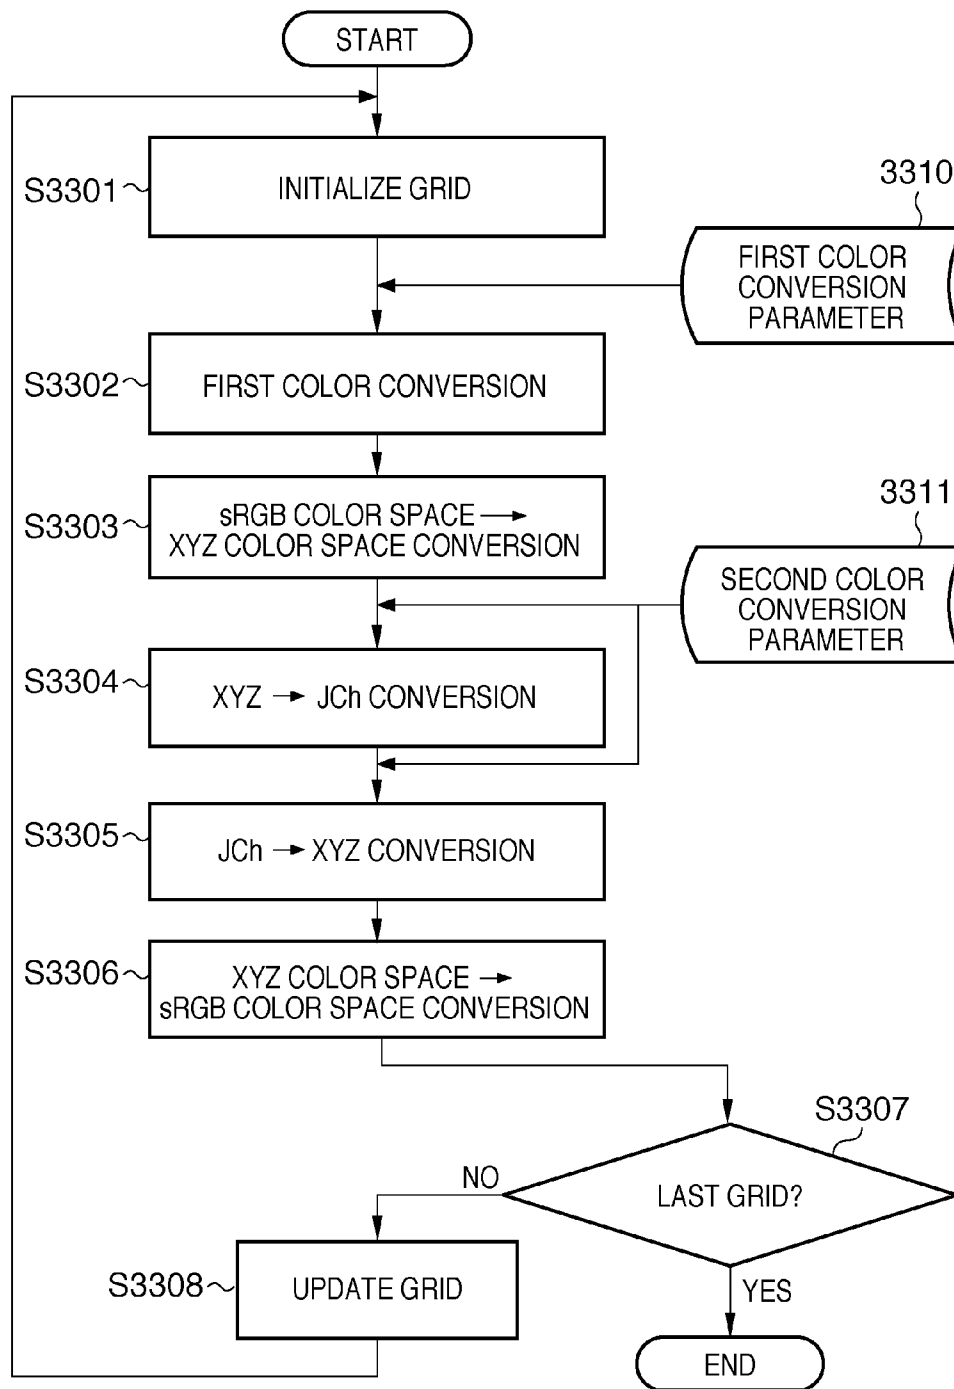 START
S3301
INITIALIZE GRID
3310
FIRST COLOR
CONVERSION
PARAMETER
S3302
FIRST COLOR CONVERSION
S3303
sRGB COLOR SPACE →
XYZ COLOR SPACE CONVERSION
3311
SECOND COLOR
CONVERSION
PARAMETER
S3304
XYZ → JCh CONVERSION
S3305
JCh → XYZ CONVERSION
S3306
XYZ COLOR SPACE →
sRGB COLOR SPACE CONVERSION
S3307
LAST GRID?
NO
S3308
UPDATE GRID
YES
END